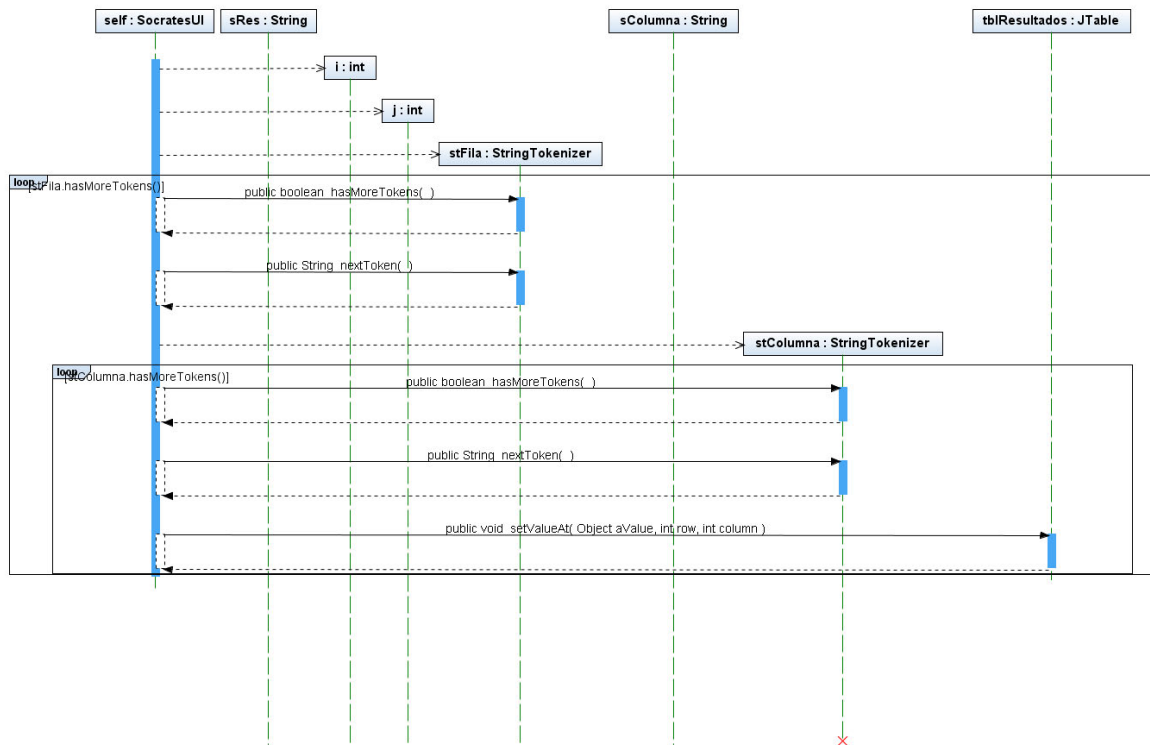 self : SocratesUI
sRes : String
sColumna : String
tblResultados : JTable
i : int
j : int
stFila : StringTokenizer
loop
[stFila.hasMoreTokens()]
public boolean hasMoreTokens( )
public String nextToken( )
stColumna : StringTokenizer
loop
[stColumna.hasMoreTokens()]
public boolean hasMoreTokens( )
public String nextToken( )
public void setValueAt( Object aValue, int row, int column )